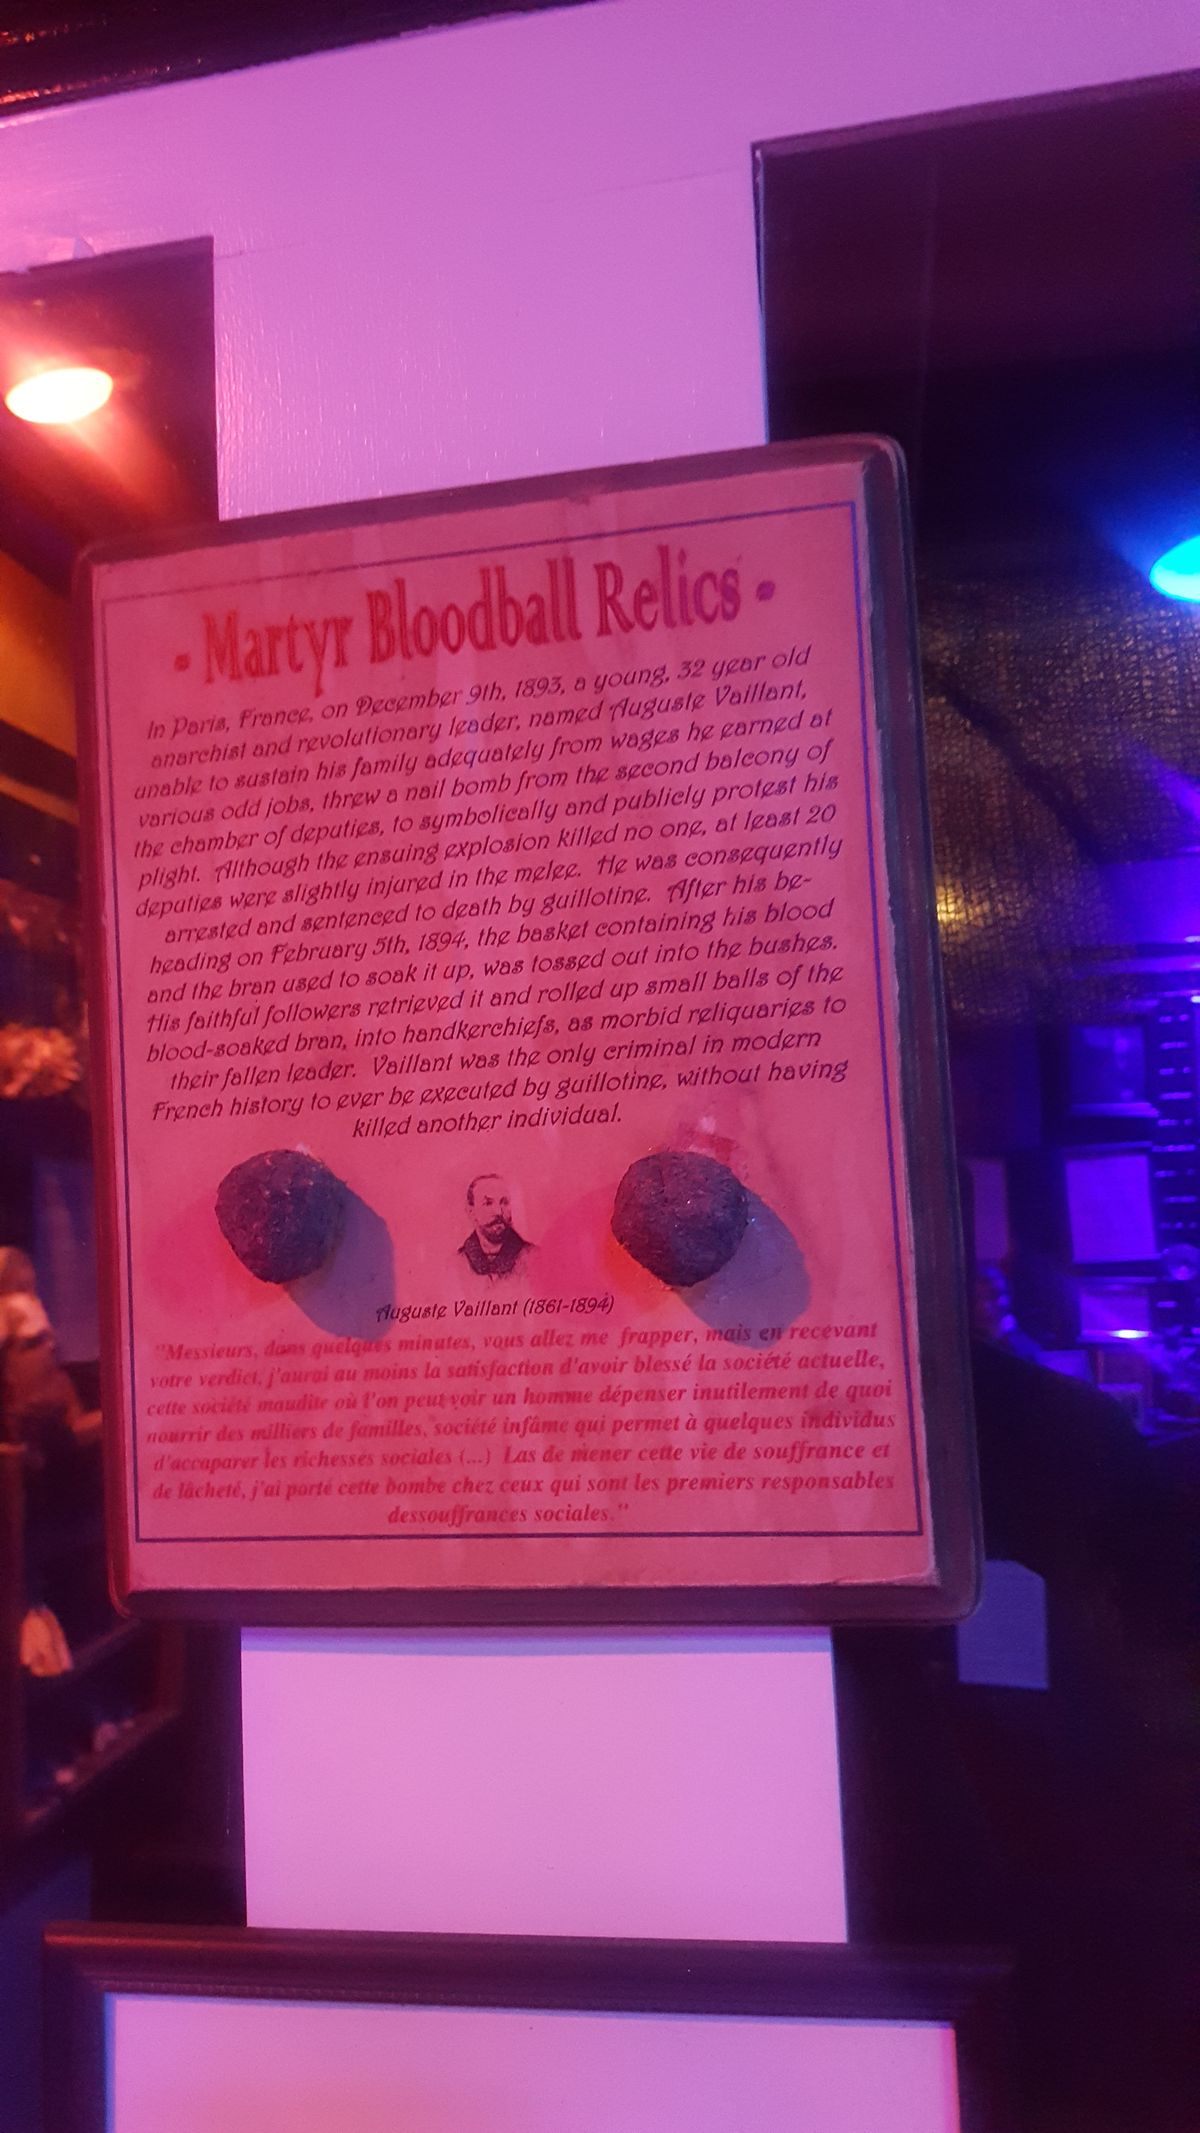 - Martyr Bloodball Relics -
In Paris, France, on December 9th, 1893, a young, 32 year old
anarchist and revolutionary leader, named Auguste Vaillant,
unable to sustain his family adequately from wages he earned at
various odd jobs, threw a nail bomb from the second balcony of
the chamber of deputies, to symbolically and publicly protest his
plight. Although the ensuing explosion killed no one, at least 20
deputies were slightly injured in the melee. He was consequently
arrested and sentenced to death by guillotine. After his be-
heading on February 5th, 1894, the basket containing his blood
and the bran used to soak it up, was tossed out into the bushes.
His faithful followers retrieved it and rolled up small balls of the
blood-soaked bran, into handkerchiefs, as morbid reliquaries to
their fallen leader. Vaillant was the only criminal in modern
French history to ever be executed by guillotine, without having
killed another individual.
Auguste Vaillant (1861-1894)
"Messieurs, dans quelques minutes, vous allez me frapper, mais en recevant
votre verdict, j'aurai au moins la satisfaction d'avoir blessé la société actuelle,
cette société maudite où l'on peut voir un homme dépenser inutilement de quoi
nourrir des milliers de familles, société infâme qui permet à quelques individus
d'accaparer les richesses sociales (...) Las de mener cette vie de souffrance et
de lâcheté, j'ai porté cette bombe chez ceux qui sont les premiers responsables
dessouffrances sociales."